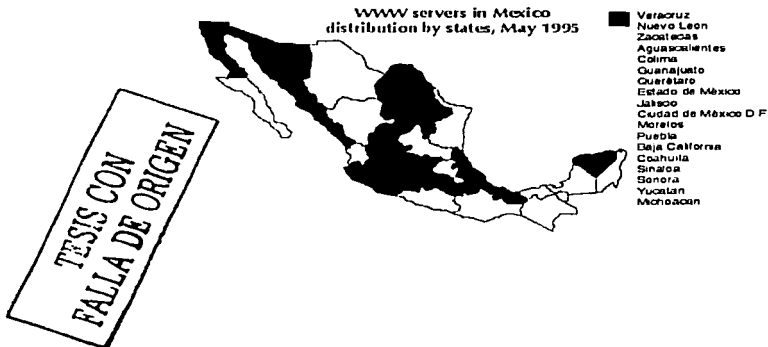 WWW servers in Mexico
distribution by states, May 1995
Veracruz
Nuevo Leon
Zacatecas
Aguascalientes
Colima
Guanajuato
Querétaro
Estado de México
Jalisco
Ciudad de México D F
Morelos
Puebla
Baja California
Coahuila
Sinaloa
Sonora
Yucatan
Michoacan
TESIS CON
FALLA DE ORIGEN